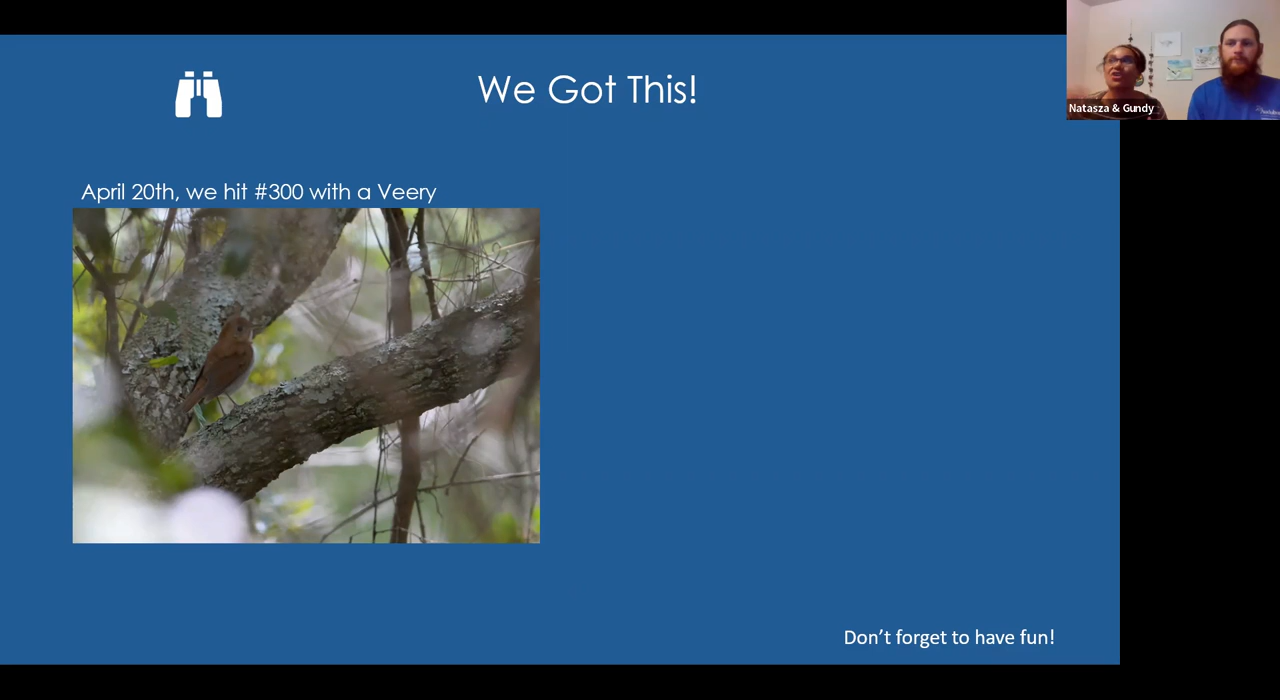 We Got This!
Natasza & Gundy
April 20th, we hit #300 with a Veery
Don't forget to have fun!